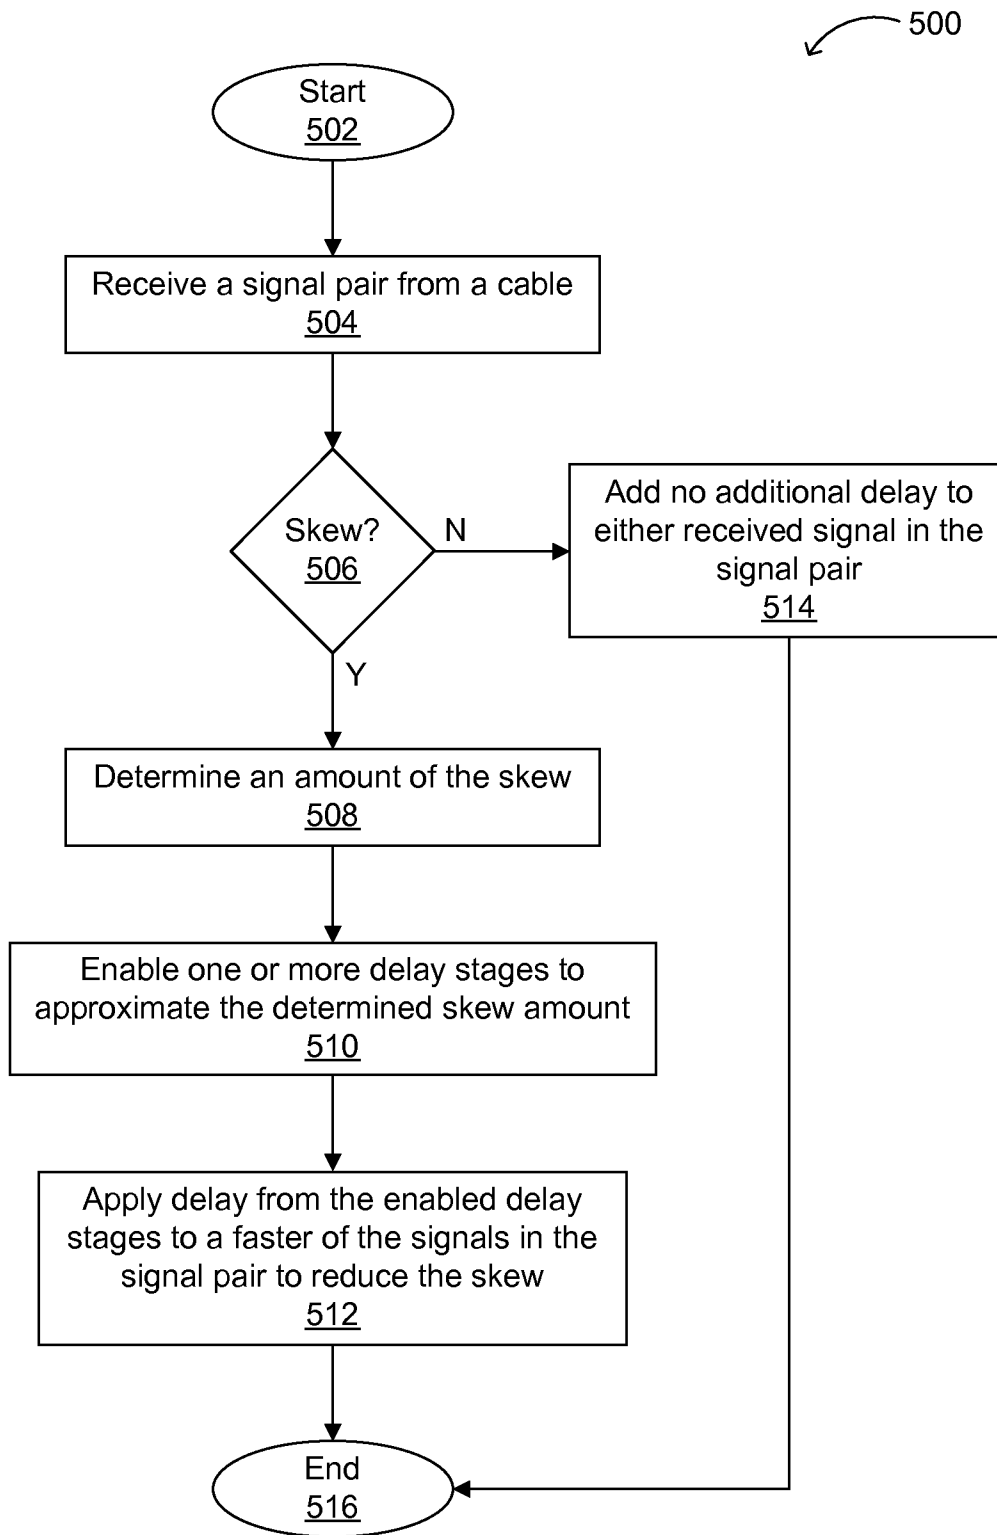 500
Start
502
Receive a signal pair from a cable
504
Skew?
506
N
Add no additional delay to
either received signal in the
signal pair
514
Y
Determine an amount of the skew
508
Enable one or more delay stages to
approximate the determined skew amount
510
Apply delay from the enabled delay
stages to a faster of the signals in the
signal pair to reduce the skew
512
End
516